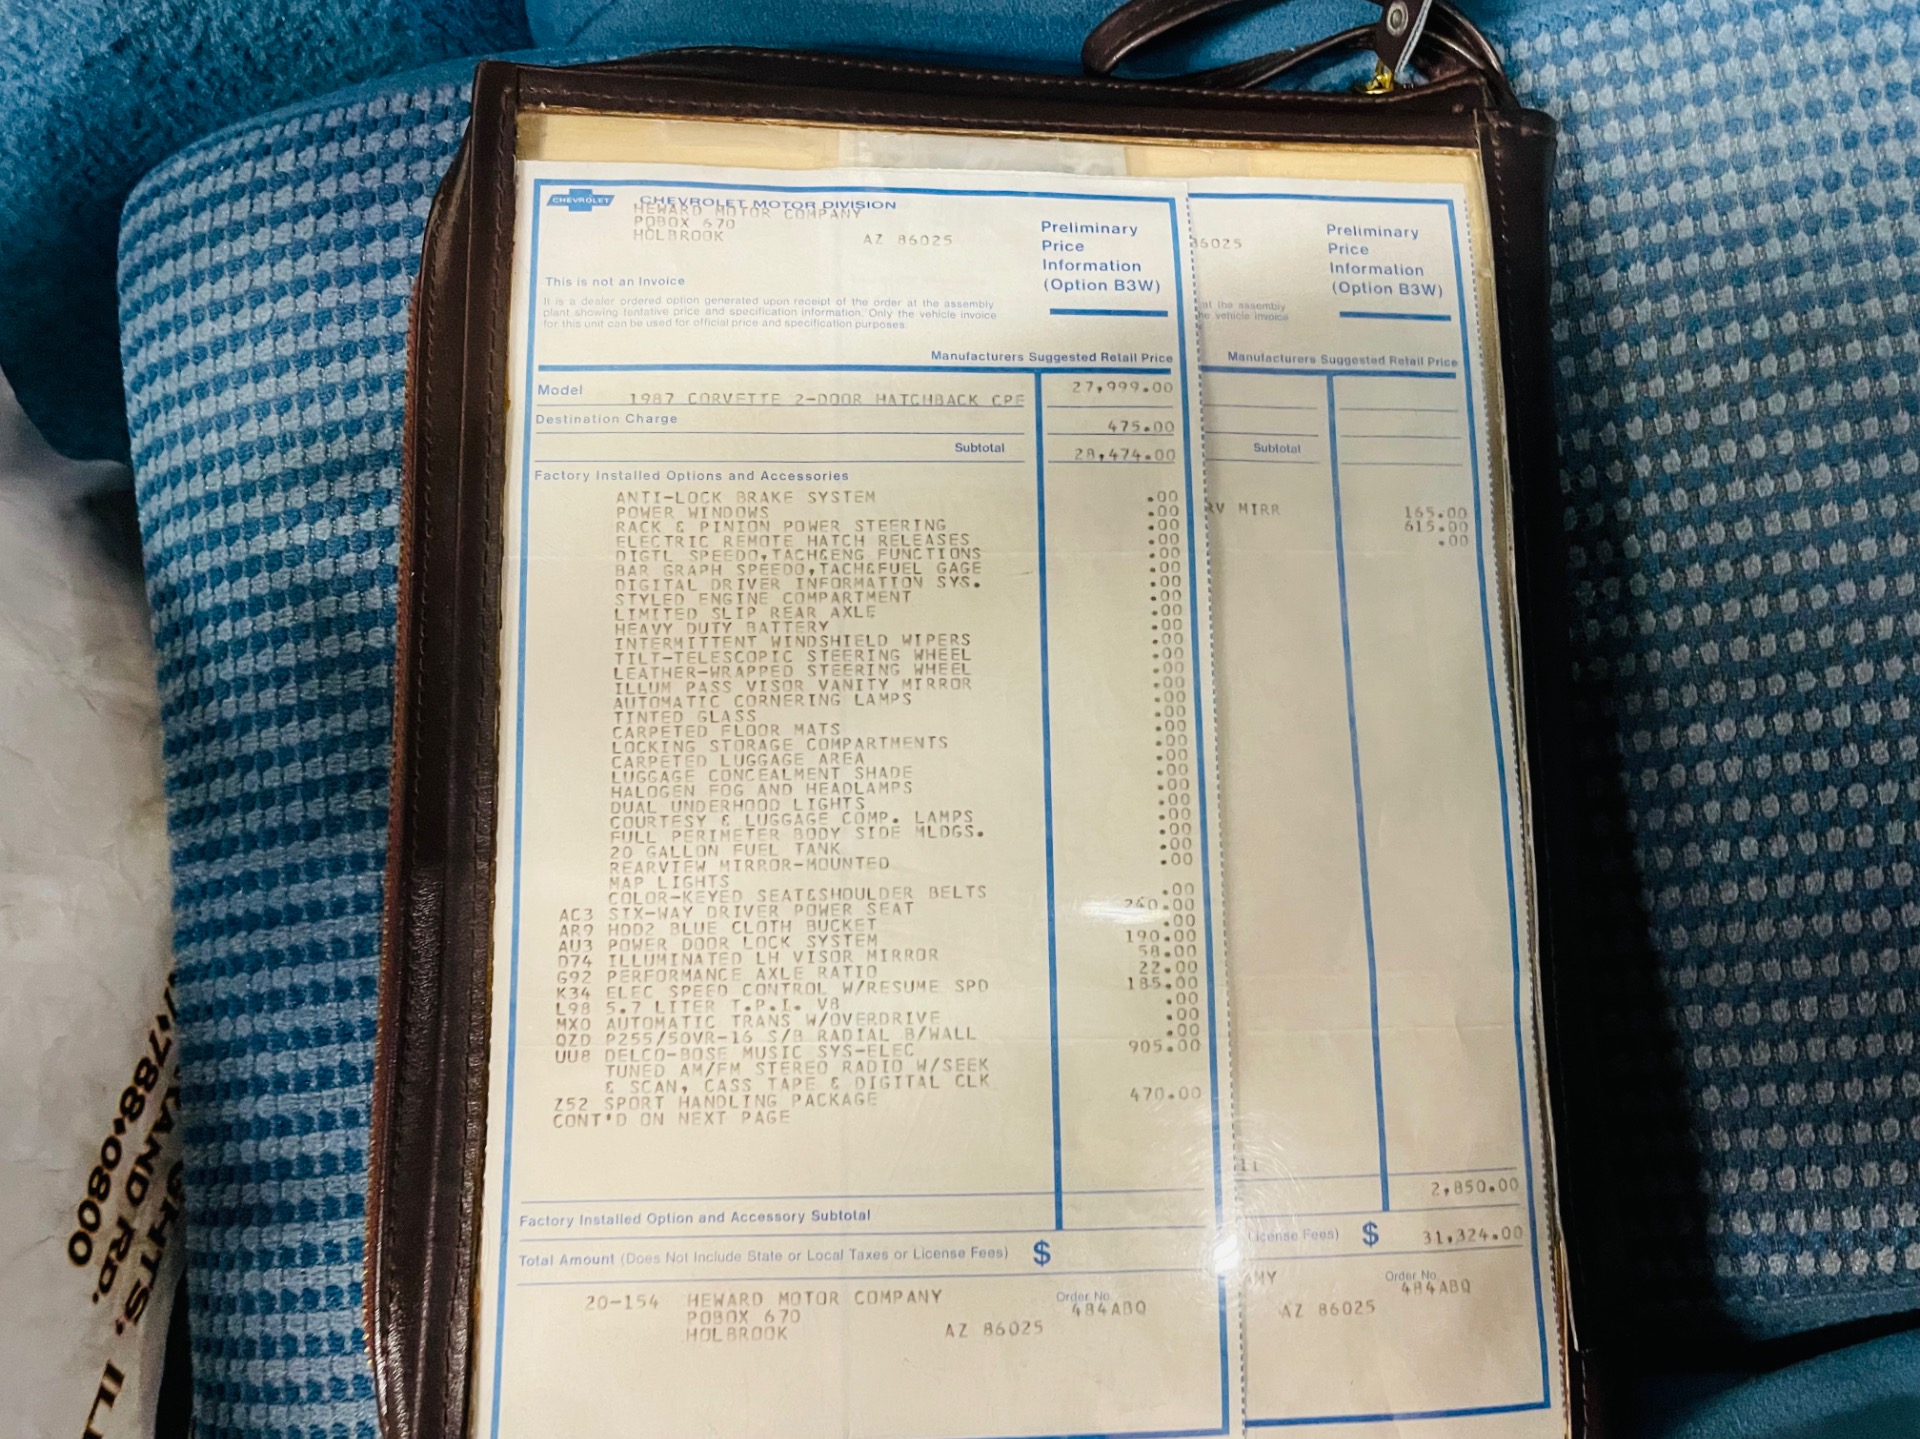 CHEVROLET
CHEVROLET MOTOR DIVISION
HEWARD MOTOR COMPANY
POBOX 670
HOLBROOK AZ 86025
Preliminary
Price
Information
(Option B3W)
This is not an Invoice
It is a dealer ordered option generated upon receipt of the order at the assembly
plant showing tentative price and specification information. Only the vehicle invoice
for this unit can be used for official price and specification purposes.
Manufacturers Suggested Retail Price
Model 1987 CORVETTE 2-DOOR HATCHBACK CPE 27,999.00
Destination Charge 475.00
Subtotal 28,474.00
Factory Installed Options and Accessories
ANTI-LOCK BRAKE SYSTEM .00
POWER WINDOWS .00
RACK & PINION POWER STEERING .00
ELECTRIC REMOTE HATCH RELEASES .00
DIGTL SPEEDO,TACH&ENG FUNCTIONS .00
BAR GRAPH SPEEDO,TACH&FUEL GAGE .00
DIGITAL DRIVER INFORMATION SYS. .00
STYLED ENGINE COMPARTMENT .00
LIMITED SLIP REAR AXLE .00
HEAVY DUTY BATTERY .00
INTERMITTENT WINDSHIELD WIPERS .00
TILT-TELESCOPIC STEERING WHEEL .00
LEATHER-WRAPPED STEERING WHEEL .00
ILLUM PASS VISOR VANITY MIRROR .00
AUTOMATIC CORNERING LAMPS .00
TINTED GLASS .00
CARPETED FLOOR MATS .00
LOCKING STORAGE COMPARTMENTS .00
CARPETED LUGGAGE AREA .00
LUGGAGE CONCEALMENT SHADE .00
HALOGEN FOG AND HEADLAMPS .00
DUAL UNDERHOOD LIGHTS .00
COURTESY & LUGGAGE COMP. LAMPS .00
FULL PERIMETER BODY SIDE MLDGS. .00
20 GALLON FUEL TANK .00
REARVIEW MIRROR-MOUNTED .00
MAP LIGHTS
COLOR-KEYED SEAT&SHOULDER BELTS .00
AC3 SIX-WAY DRIVER POWER SEAT 240.00
AR9 HDD2 BLUE CLOTH BUCKET .00
AU3 POWER DOOR LOCK SYSTEM 190.00
D74 ILLUMINATED LH VISOR MIRROR 58.00
G92 PERFORMANCE AXLE RATIO 22.00
K34 ELEC SPEED CONTROL W/RESUME SPD 185.00
L98 5.7 LITER T.P.I. V8 .00
MX0 AUTOMATIC TRANS W/OVERDRIVE .00
QZD P255/50VR-16 S/B RADIAL B/WALL .00
UU8 DELCO-BOSE MUSIC SYS-ELEC 905.00
TUNED AM/FM STEREO RADIO W/SEEK
& SCAN, CASS TAPE & DIGITAL CLK
Z52 SPORT HANDLING PACKAGE 470.00
CONT'D ON NEXT PAGE
Factory Installed Option and Accessory Subtotal
Total Amount (Does Not Include State or Local Taxes or License Fees) $
20-154 HEWARD MOTOR COMPANY
POBOX 670
HOLBROOK AZ 86025
Order No.
484ABQ
86025
Preliminary
Price
Information
(Option B3W)
at the assembly
vehicle invoice
Manufacturers Suggested Retail Price
Subtotal
RV MIRR 165.00
615.00
.00
11
2,850.00
License Fees) $ 31,324.00
AMY
AZ 86025
Order No.
484ABQ
GHTS, IL
RAND RD.
788•0800